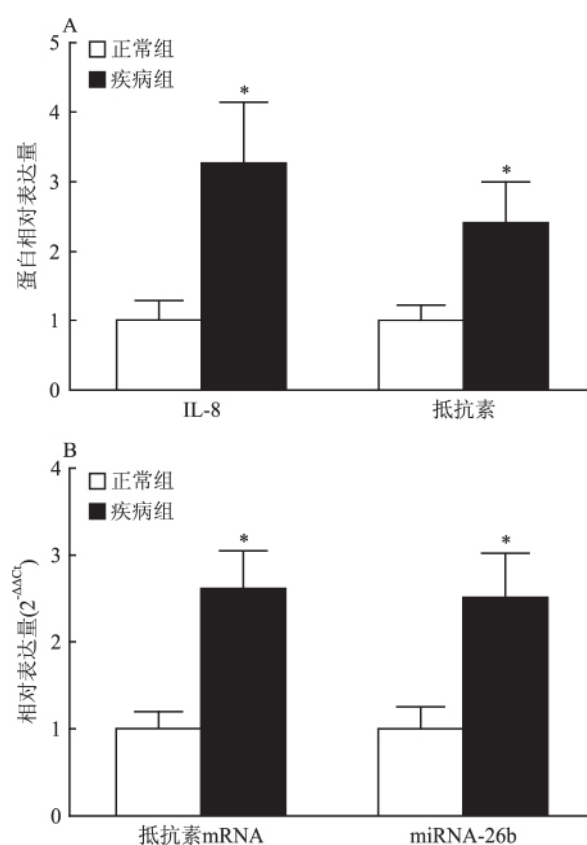 A
正常组
疾病组
蛋白相对表达量
5
4
3
2
1
0
*
*
IL-8
抵抗素
B
正常组
疾病组
相对表达量(2^-ΔΔCt)
4
3
2
1
0
*
*
抵抗素mRNA
miRNA-26b